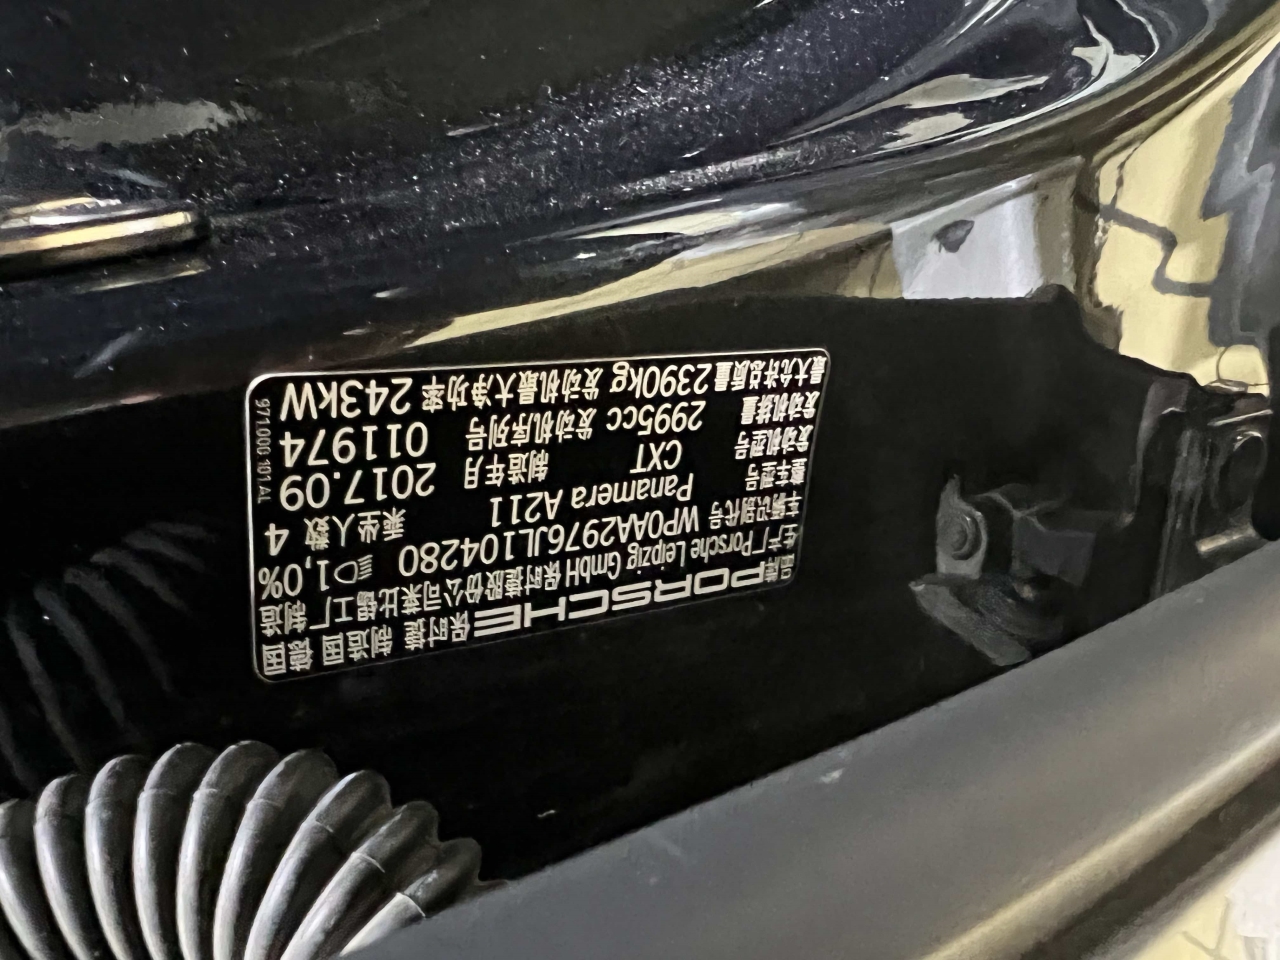 品牌 PORSCHE 保时捷 制造国 德国
生产厂 Porsche Leipzig GmbH 保时捷股份公司莱比锡工厂 制造
车辆识别代号 WP0AA2976JL104280 1,0%
整车型号 Panamera A211 乘坐人数 4
发动机型号 CXT 制造年月 2017.09
发动机排量 2995cc 发动机序列号 011974
最大允许总质量 2390kg 发动机最大净功率 243kW
971.000.101.AL